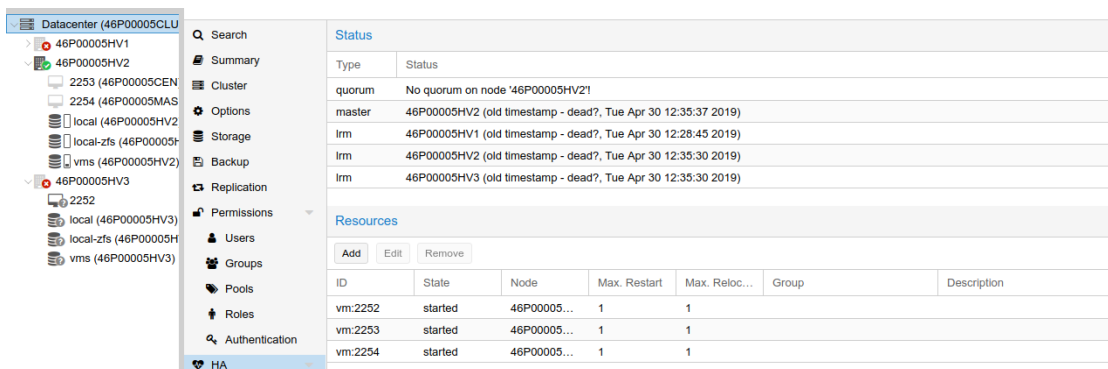 Datacenter (46P00005CLU
46P00005HV1
46P00005HV2
2253 (46P00005CEN
2254 (46P00005MAS
local (46P00005HV2
local-zfs (46P00005H
vms (46P00005HV2)
46P00005HV3
2252
local (46P00005HV3)
local-zfs (46P00005H
vms (46P00005HV3)
Search
Summary
Cluster
Options
Storage
Backup
Replication
Permissions
Users
Groups
Pools
Roles
Authentication
HA
Status
Type Status
quorum No quorum on node '46P00005HV2'!
master 46P00005HV2 (old timestamp - dead?, Tue Apr 30 12:35:37 2019)
lrm 46P00005HV1 (old timestamp - dead?, Tue Apr 30 12:28:45 2019)
lrm 46P00005HV2 (old timestamp - dead?, Tue Apr 30 12:35:30 2019)
lrm 46P00005HV3 (old timestamp - dead?, Tue Apr 30 12:35:30 2019)
Resources
Add Edit Remove
ID State Node Max. Restart Max. Reloc... Group Description
vm:2252 started 46P00005... 1 1
vm:2253 started 46P00005... 1 1
vm:2254 started 46P00005... 1 1